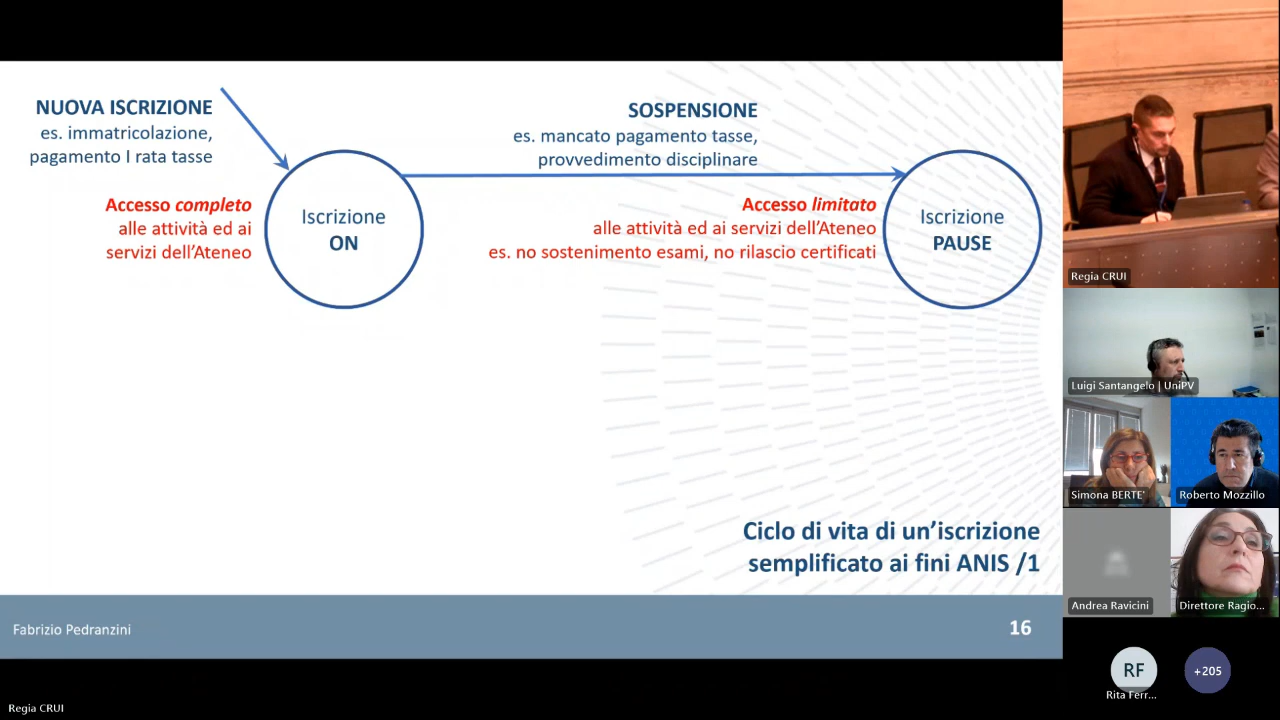 NUOVA ISCRIZIONE
es. immatricolazione,
pagamento I rata tasse
Accesso completo
alle attività ed ai
servizi dell'Ateneo
Iscrizione
ON
SOSPENSIONE
es. mancato pagamento tasse,
provvedimento disciplinare
Accesso limitato
alle attività ed ai servizi dell'Ateneo
es. no sostenimento esami, no rilascio certificati
Iscrizione
PAUSE
Ciclo di vita di un'iscrizione
semplificato ai fini ANIS /1
Fabrizio Pedranzini
16
Regia CRUI
Regia CRUI
Luigi Santangelo | UniPV
Simona BERTE'
Roberto Mozzillo
Andrea Ravicini
Direttore Ragio...
RF
+205
Rita Ferr...